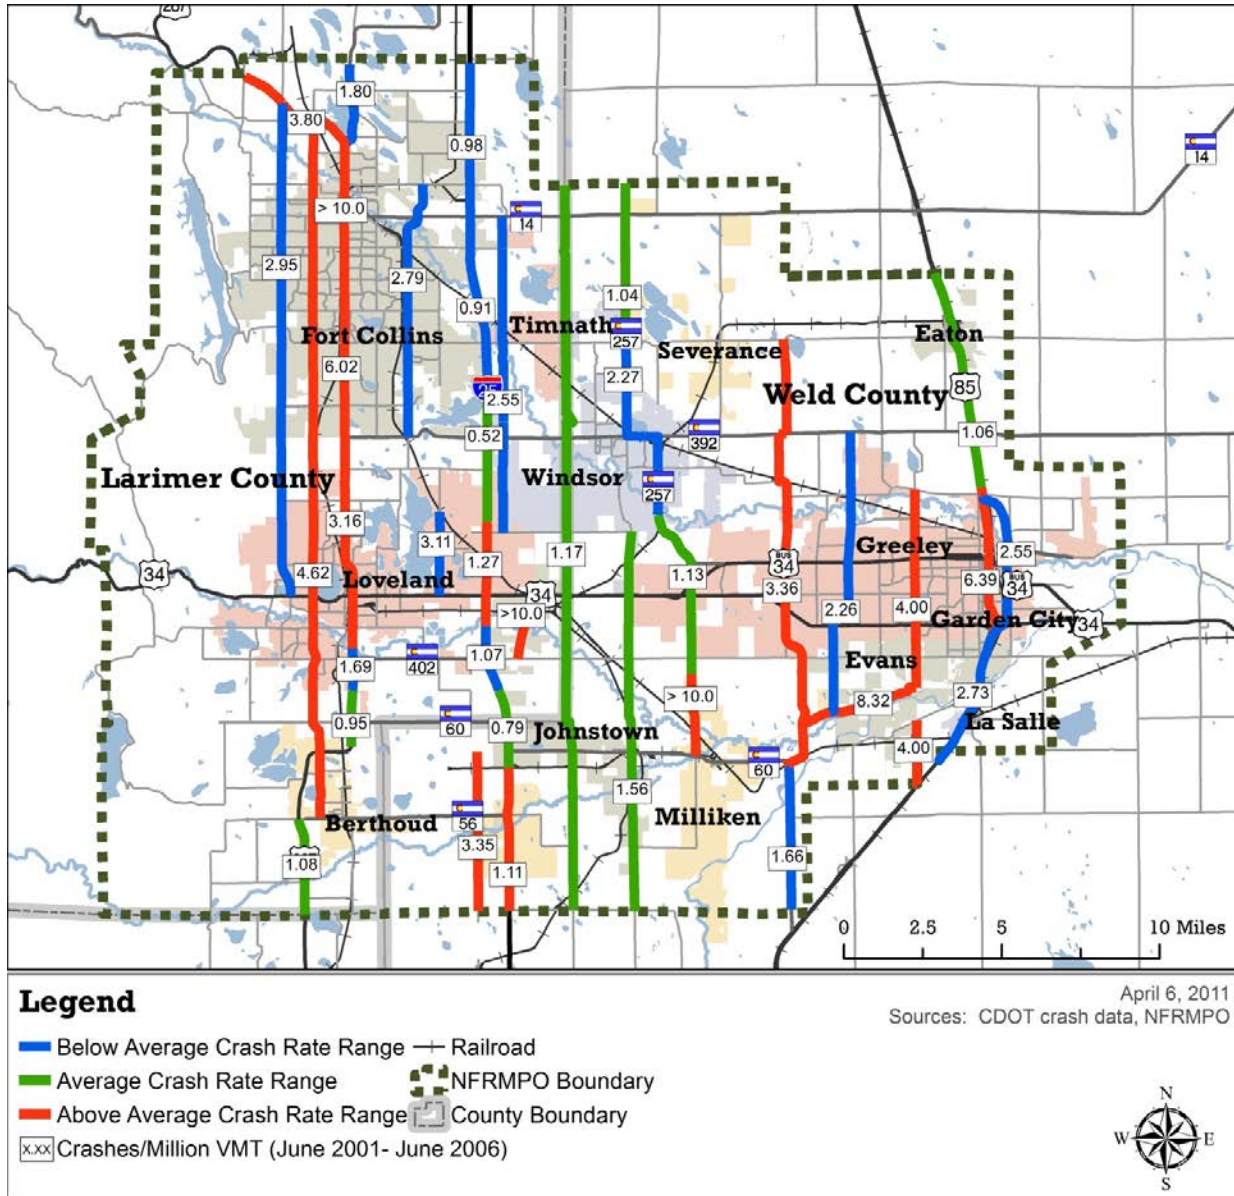 287
1.80
14
3.80
0.98
> 10.0
14
2.95
2.79
1.04
0.91
Fort Collins
Timnath
257
Eaton
Severance
6.02
2.27
25
2.55
Weld County
85
0.52
392
1.06
Larimer County
Windsor
257
3.16
3.11
1.17
Greeley
2.55
34
4.62
Loveland
1.27
34
1.13
BUS
34
3.36
6.39
BUS
34
>10.0
2.26
4.00
Garden City
34
1.69
402
1.07
Evans
> 10.0
8.32
2.73
0.95
60
0.79
Johnstown
La Salle
60
4.00
1.56
Berthoud
56
Milliken
3.35
1.08
1.11
1.66
0 2.5 5 10 Miles
Legend
April 6, 2011
Sources: CDOT crash data, NFRMPO
Below Average Crash Rate Range
Railroad
Average Crash Rate Range
NFRMPO Boundary
Above Average Crash Rate Range
County Boundary
X.XX Crashes/Million VMT (June 2001- June 2006)
N
W E
S